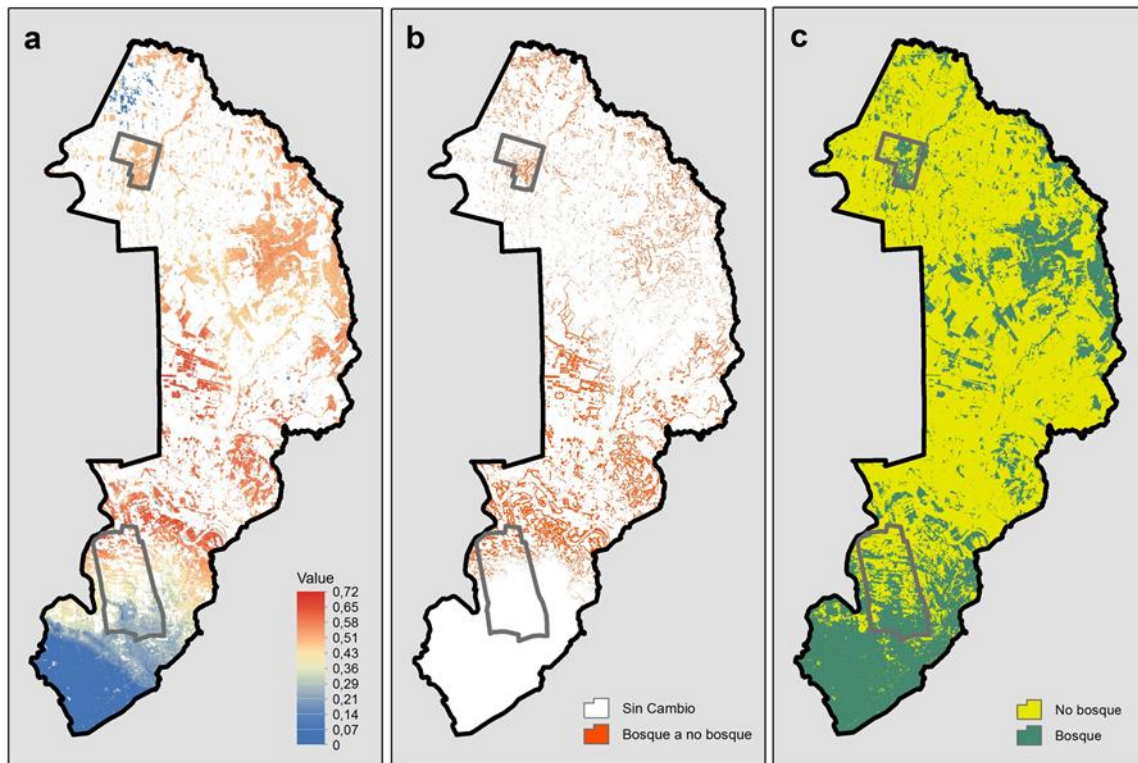 a
b
c
Value
0,72
0,65
0,58
0,51
0,43
0,36
0,29
0,21
0,14
0,07
0
Sin Cambio
Bosque a no bosque
No bosque
Bosque